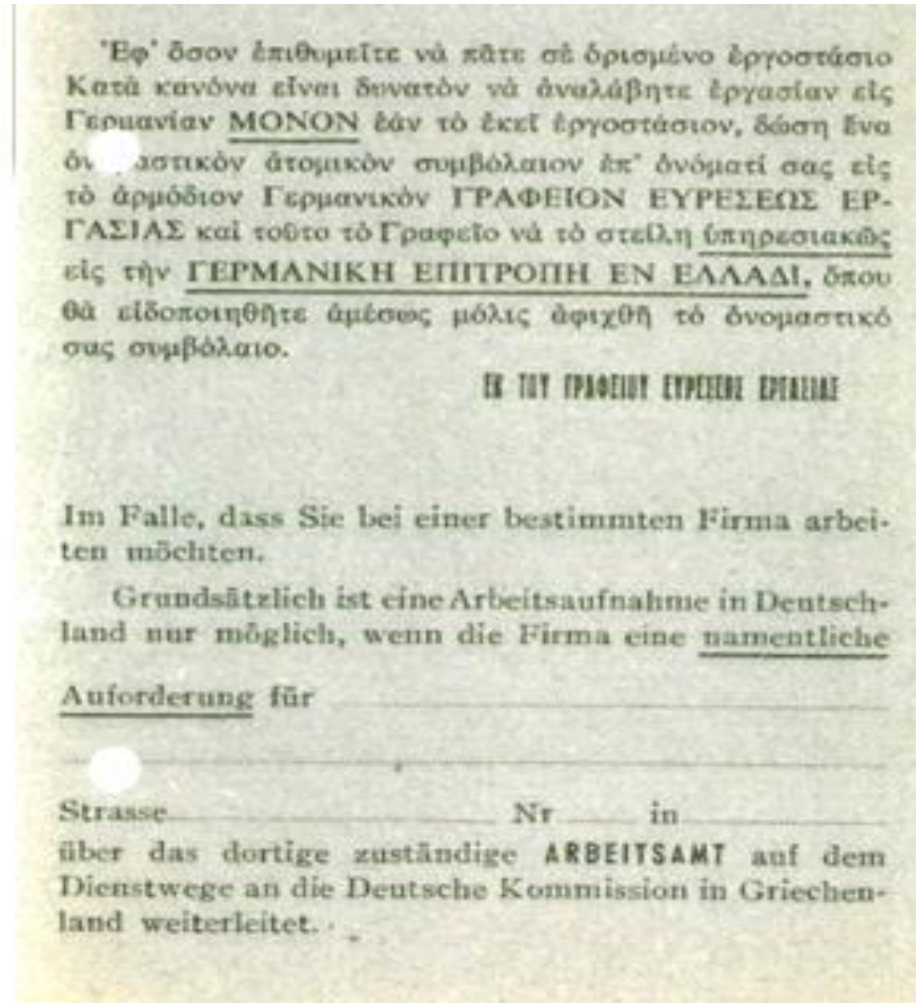 Ἐφ' ὅσον ἐπιθυμεῖτε νὰ πᾶτε σὲ ὁρισμένο ἐργοστάσιο
Κατὰ κανόνα εἶναι δυνατὸν νὰ ἀναλάβητε ἐργασίαν εἰς
Γερμανίαν ΜΟΝΟΝ ἐὰν τὸ ἐκεῖ ἐργοστάσιον, δώση ἕνα
ὀν αστικὸν ἀτομικὸν συμβόλαιον ἐπ' ὀνόματί σας εἰς
τὸ ἁρμόδιον Γερμανικὸν ΓΡΑΦΕΙΟΝ ΕΥΡΕΣΕΩΣ ΕΡ-
ΓΑΣΙΑΣ καὶ τοῦτο τὸ Γραφεῖο νὰ τὸ στείλη ὑπηρεσιακῶς
εἰς τὴν ΓΕΡΜΑΝΙΚΗ ΕΠΙΤΡΟΠΗ ΕΝ ΕΛΛΑΔΙ, ὅπου
θὰ εἰδοποιηθῆτε ἀμέσως μόλις ἀφιχθῆ τὸ ὀνομαστικό
σας συμβόλαιο.
ΕΚ ΤΟΥ ΓΡΑΦΕΙΟΥ ΕΥΡΕΣΕΩΣ ΕΡΓΑΣΙΑΣ
Im Falle, dass Sie bei einer bestimmten Firma arbei-
ten möchten.
Grundsätzlich ist eine Arbeitsaufnahme in Deutsch-
land nur möglich, wenn die Firma eine namentliche
Auforderung für
Strasse Nr in
über das dortige zuständige ARBEITSAMT auf dem
Dienstwege an die Deutsche Kommission in Griechen-
land weiterleitet.